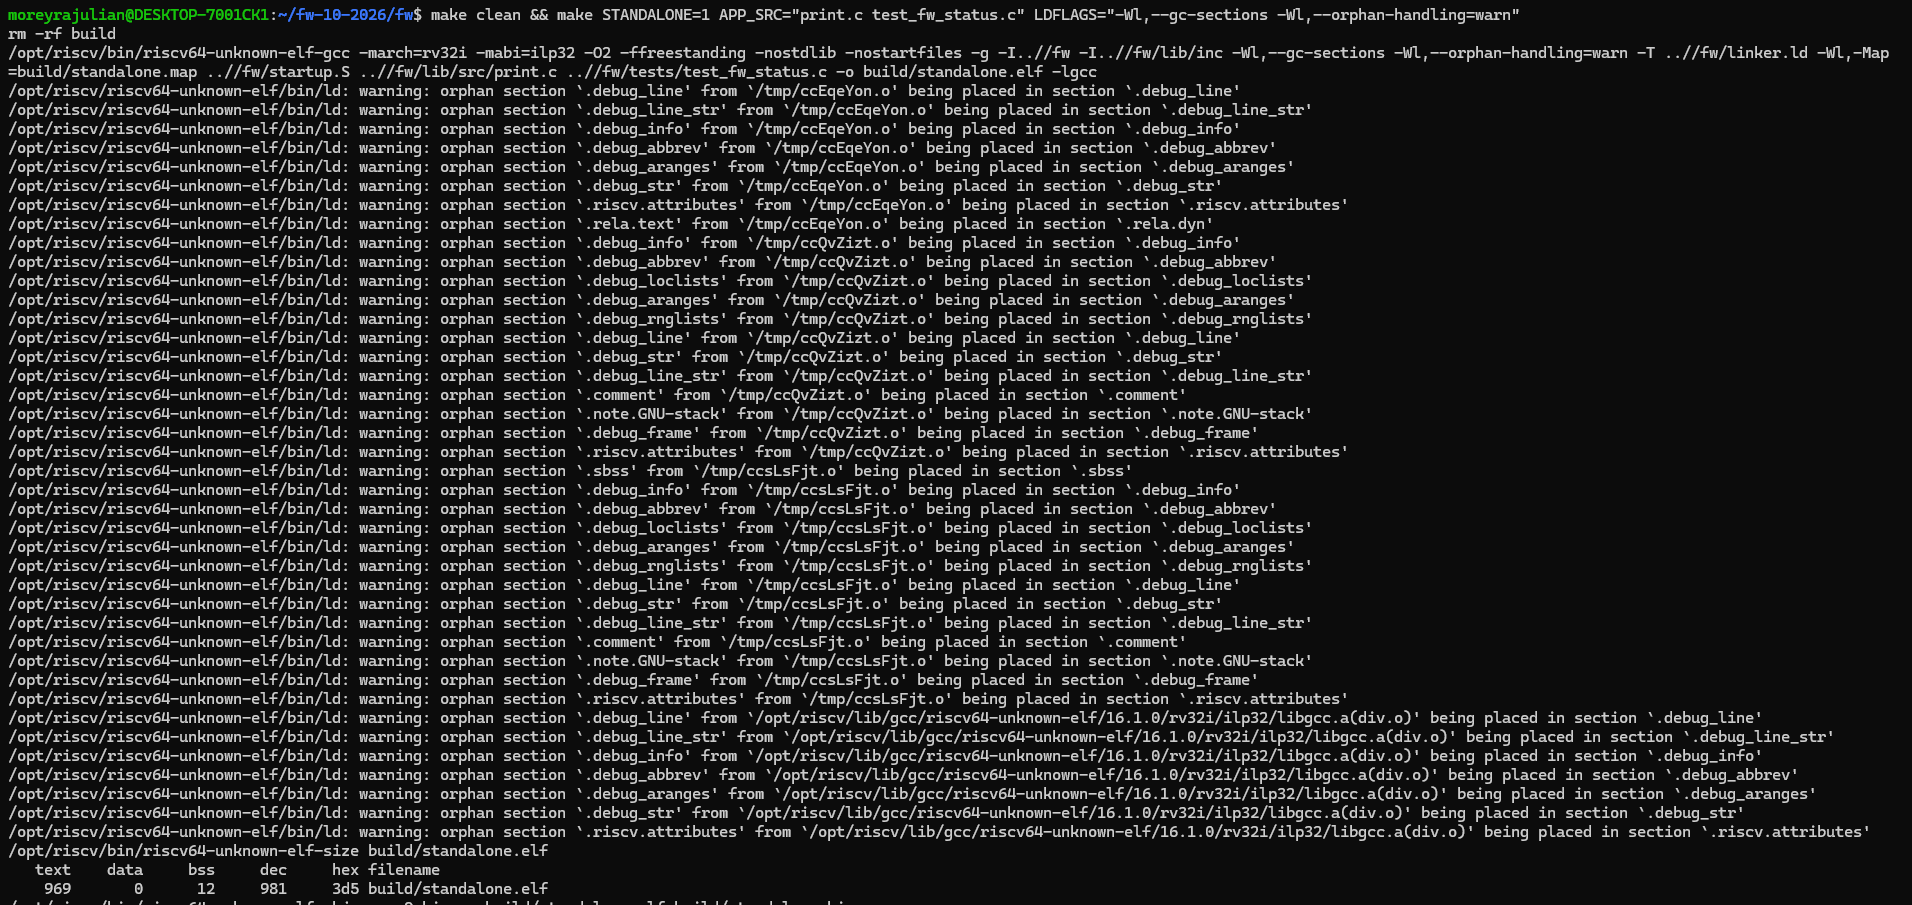 moreyrajulian@DESKTOP-7001CK1:~/fw-10-2026/fw$ make clean && make STANDALONE=1 APP_SRC="print.c test_fw_status.c" LDFLAGS="-Wl,--gc-sections -Wl,--orphan-handling=warn"
rm -rf build
/opt/riscv/bin/riscv64-unknown-elf-gcc -march=rv32i -mabi=ilp32 -O2 -ffreestanding -nostdlib -nostartfiles -g -I..//fw -I..//fw/lib/inc -Wl,--gc-sections -Wl,--orphan-handling=warn -T ..//fw/linker.ld -Wl,-Map
=build/standalone.map ..//fw/startup.S ..//fw/lib/src/print.c ..//fw/tests/test_fw_status.c -o build/standalone.elf -lgcc
/opt/riscv/riscv64-unknown-elf/bin/ld: warning: orphan section `.debug_line' from `/tmp/ccEqeYon.o' being placed in section `.debug_line'
/opt/riscv/riscv64-unknown-elf/bin/ld: warning: orphan section `.debug_line_str' from `/tmp/ccEqeYon.o' being placed in section `.debug_line_str'
/opt/riscv/riscv64-unknown-elf/bin/ld: warning: orphan section `.debug_info' from `/tmp/ccEqeYon.o' being placed in section `.debug_info'
/opt/riscv/riscv64-unknown-elf/bin/ld: warning: orphan section `.debug_abbrev' from `/tmp/ccEqeYon.o' being placed in section `.debug_abbrev'
/opt/riscv/riscv64-unknown-elf/bin/ld: warning: orphan section `.debug_aranges' from `/tmp/ccEqeYon.o' being placed in section `.debug_aranges'
/opt/riscv/riscv64-unknown-elf/bin/ld: warning: orphan section `.debug_str' from `/tmp/ccEqeYon.o' being placed in section `.debug_str'
/opt/riscv/riscv64-unknown-elf/bin/ld: warning: orphan section `.riscv.attributes' from `/tmp/ccEqeYon.o' being placed in section `.riscv.attributes'
/opt/riscv/riscv64-unknown-elf/bin/ld: warning: orphan section `.rela.text' from `/tmp/ccEqeYon.o' being placed in section `.rela.dyn'
/opt/riscv/riscv64-unknown-elf/bin/ld: warning: orphan section `.debug_info' from `/tmp/ccQvZizt.o' being placed in section `.debug_info'
/opt/riscv/riscv64-unknown-elf/bin/ld: warning: orphan section `.debug_abbrev' from `/tmp/ccQvZizt.o' being placed in section `.debug_abbrev'
/opt/riscv/riscv64-unknown-elf/bin/ld: warning: orphan section `.debug_loclists' from `/tmp/ccQvZizt.o' being placed in section `.debug_loclists'
/opt/riscv/riscv64-unknown-elf/bin/ld: warning: orphan section `.debug_aranges' from `/tmp/ccQvZizt.o' being placed in section `.debug_aranges'
/opt/riscv/riscv64-unknown-elf/bin/ld: warning: orphan section `.debug_rnglists' from `/tmp/ccQvZizt.o' being placed in section `.debug_rnglists'
/opt/riscv/riscv64-unknown-elf/bin/ld: warning: orphan section `.debug_line' from `/tmp/ccQvZizt.o' being placed in section `.debug_line'
/opt/riscv/riscv64-unknown-elf/bin/ld: warning: orphan section `.debug_str' from `/tmp/ccQvZizt.o' being placed in section `.debug_str'
/opt/riscv/riscv64-unknown-elf/bin/ld: warning: orphan section `.debug_line_str' from `/tmp/ccQvZizt.o' being placed in section `.debug_line_str'
/opt/riscv/riscv64-unknown-elf/bin/ld: warning: orphan section `.comment' from `/tmp/ccQvZizt.o' being placed in section `.comment'
/opt/riscv/riscv64-unknown-elf/bin/ld: warning: orphan section `.note.GNU-stack' from `/tmp/ccQvZizt.o' being placed in section `.note.GNU-stack'
/opt/riscv/riscv64-unknown-elf/bin/ld: warning: orphan section `.debug_frame' from `/tmp/ccQvZizt.o' being placed in section `.debug_frame'
/opt/riscv/riscv64-unknown-elf/bin/ld: warning: orphan section `.riscv.attributes' from `/tmp/ccQvZizt.o' being placed in section `.riscv.attributes'
/opt/riscv/riscv64-unknown-elf/bin/ld: warning: orphan section `.sbss' from `/tmp/ccsLsFjt.o' being placed in section `.sbss'
/opt/riscv/riscv64-unknown-elf/bin/ld: warning: orphan section `.debug_info' from `/tmp/ccsLsFjt.o' being placed in section `.debug_info'
/opt/riscv/riscv64-unknown-elf/bin/ld: warning: orphan section `.debug_abbrev' from `/tmp/ccsLsFjt.o' being placed in section `.debug_abbrev'
/opt/riscv/riscv64-unknown-elf/bin/ld: warning: orphan section `.debug_loclists' from `/tmp/ccsLsFjt.o' being placed in section `.debug_loclists'
/opt/riscv/riscv64-unknown-elf/bin/ld: warning: orphan section `.debug_aranges' from `/tmp/ccsLsFjt.o' being placed in section `.debug_aranges'
/opt/riscv/riscv64-unknown-elf/bin/ld: warning: orphan section `.debug_rnglists' from `/tmp/ccsLsFjt.o' being placed in section `.debug_rnglists'
/opt/riscv/riscv64-unknown-elf/bin/ld: warning: orphan section `.debug_line' from `/tmp/ccsLsFjt.o' being placed in section `.debug_line'
/opt/riscv/riscv64-unknown-elf/bin/ld: warning: orphan section `.debug_str' from `/tmp/ccsLsFjt.o' being placed in section `.debug_str'
/opt/riscv/riscv64-unknown-elf/bin/ld: warning: orphan section `.debug_line_str' from `/tmp/ccsLsFjt.o' being placed in section `.debug_line_str'
/opt/riscv/riscv64-unknown-elf/bin/ld: warning: orphan section `.comment' from `/tmp/ccsLsFjt.o' being placed in section `.comment'
/opt/riscv/riscv64-unknown-elf/bin/ld: warning: orphan section `.note.GNU-stack' from `/tmp/ccsLsFjt.o' being placed in section `.note.GNU-stack'
/opt/riscv/riscv64-unknown-elf/bin/ld: warning: orphan section `.debug_frame' from `/tmp/ccsLsFjt.o' being placed in section `.debug_frame'
/opt/riscv/riscv64-unknown-elf/bin/ld: warning: orphan section `.riscv.attributes' from `/tmp/ccsLsFjt.o' being placed in section `.riscv.attributes'
/opt/riscv/riscv64-unknown-elf/bin/ld: warning: orphan section `.debug_line' from `/opt/riscv/lib/gcc/riscv64-unknown-elf/16.1.0/rv32i/ilp32/libgcc.a(div.o)' being placed in section `.debug_line'
/opt/riscv/riscv64-unknown-elf/bin/ld: warning: orphan section `.debug_line_str' from `/opt/riscv/lib/gcc/riscv64-unknown-elf/16.1.0/rv32i/ilp32/libgcc.a(div.o)' being placed in section `.debug_line_str'
/opt/riscv/riscv64-unknown-elf/bin/ld: warning: orphan section `.debug_info' from `/opt/riscv/lib/gcc/riscv64-unknown-elf/16.1.0/rv32i/ilp32/libgcc.a(div.o)' being placed in section `.debug_info'
/opt/riscv/riscv64-unknown-elf/bin/ld: warning: orphan section `.debug_abbrev' from `/opt/riscv/lib/gcc/riscv64-unknown-elf/16.1.0/rv32i/ilp32/libgcc.a(div.o)' being placed in section `.debug_abbrev'
/opt/riscv/riscv64-unknown-elf/bin/ld: warning: orphan section `.debug_aranges' from `/opt/riscv/lib/gcc/riscv64-unknown-elf/16.1.0/rv32i/ilp32/libgcc.a(div.o)' being placed in section `.debug_aranges'
/opt/riscv/riscv64-unknown-elf/bin/ld: warning: orphan section `.debug_str' from `/opt/riscv/lib/gcc/riscv64-unknown-elf/16.1.0/rv32i/ilp32/libgcc.a(div.o)' being placed in section `.debug_str'
/opt/riscv/riscv64-unknown-elf/bin/ld: warning: orphan section `.riscv.attributes' from `/opt/riscv/lib/gcc/riscv64-unknown-elf/16.1.0/rv32i/ilp32/libgcc.a(div.o)' being placed in section `.riscv.attributes'
/opt/riscv/bin/riscv64-unknown-elf-size build/standalone.elf
   text    data     bss     dec     hex filename
    969       0      12     981     3d5 build/standalone.elf